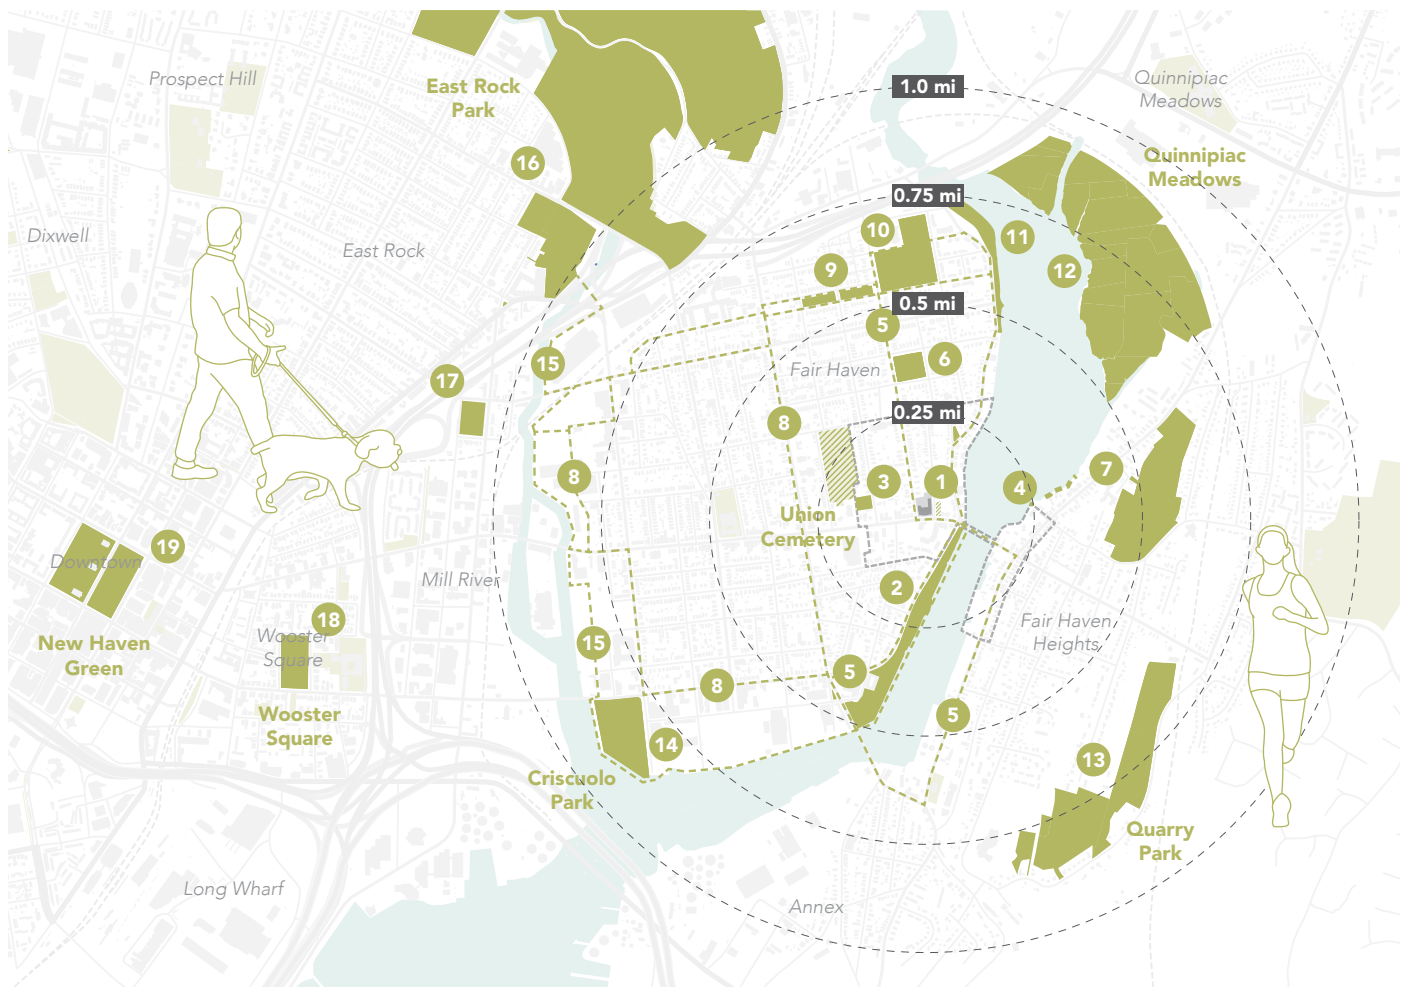 Prospect Hill
East Rock
Park
1.0 mi
Quinnipiac
Meadows
Quinnipiac
Meadows
16
0.75 mi
Dixwell
East Rock
10
11
9
12
0.5 mi
5
15
Fair Haven
6
17
0.25 mi
8
8
3
1
4
7
Union
Cemetery
19
Downtown
Mill River
2
New Haven
Green
18
Wooster
Square
Fair Haven
Heights
15
5
8
5
Wooster
Square
14
13
Criscuolo
Park
Quarry
Park
Long Wharf
Annex